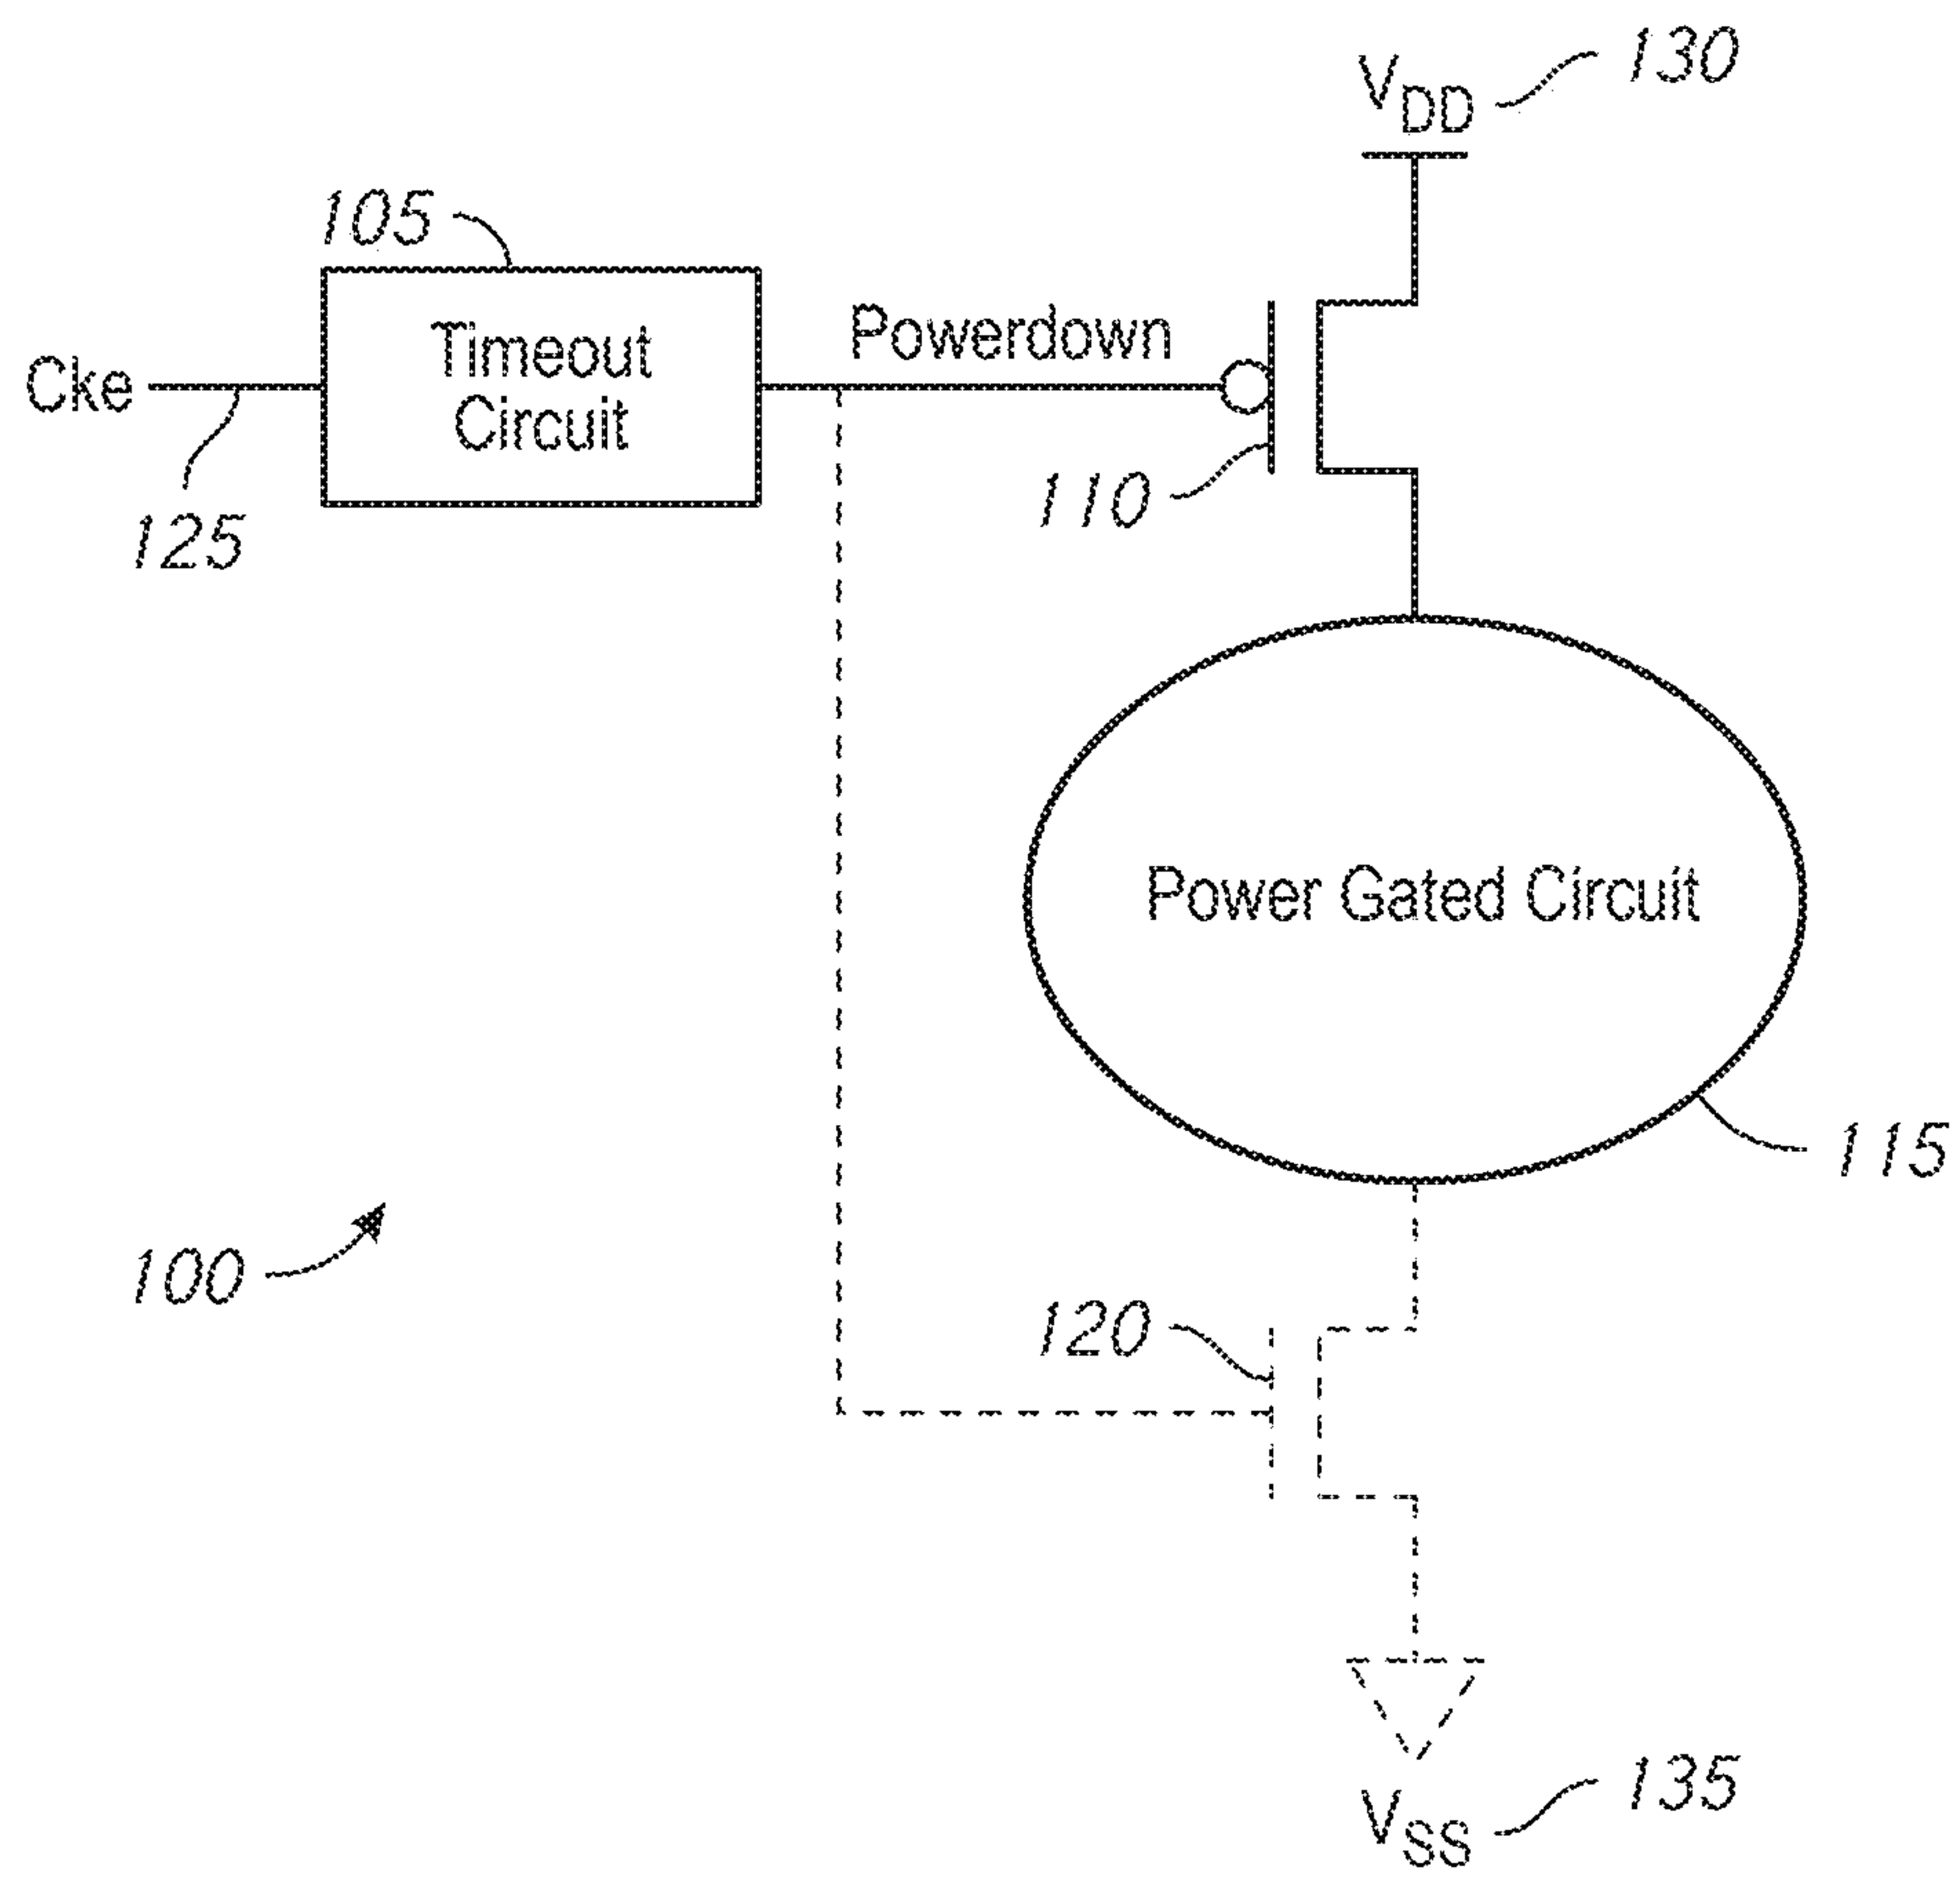 130
VDD
105
Timeout
Circuit
Powerdown
Cke
110
125
Power Gated Circuit
115
100
120
135
VSS